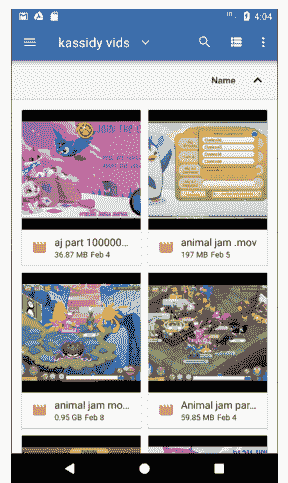 4:04
kassidy vids
Name
aj part 100000...
36.87 MB Feb 4
animal jam .mov
197 MB Feb 5
animal jam mo...
0.95 GB Feb 8
Animal jam par...
59.85 MB Feb 4